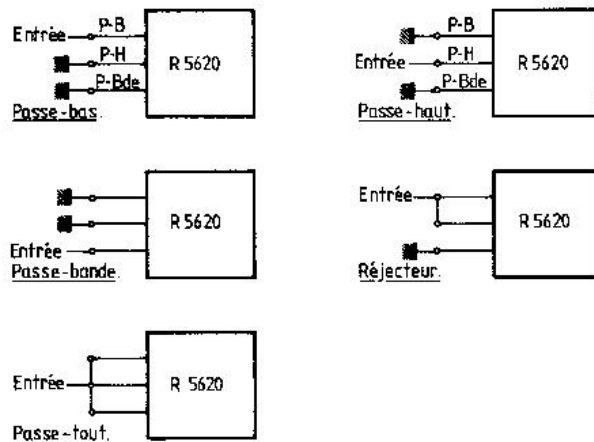 P-B
Entrée
P-H
R 5620
P-Bde
Passe-bas.
P-B
P-H
Entrée
R 5620
P-Bde
Passe-haut.
R 5620
Entrée
Passe-bande.
Entrée
R 5620
Réjecteur.
R 5620
Entrée
Passe-tout.